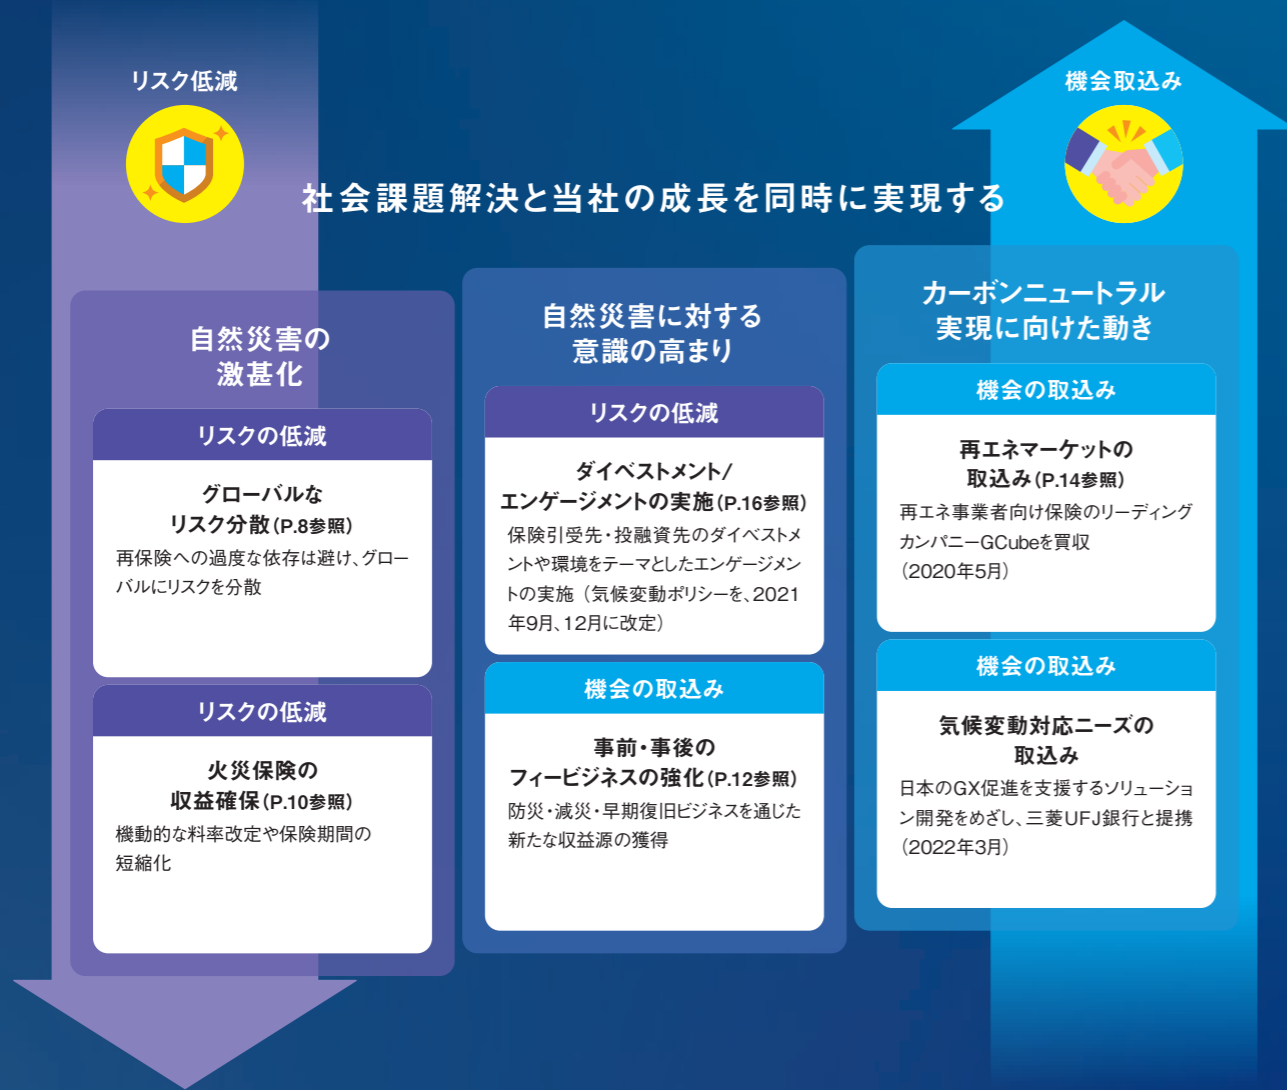 リスク低減
機会取込み
社会課題解決と当社の成長を同時に実現する
自然災害の
激甚化
リスクの低減
グローバルな
リスク分散(P.8参照)
再保険への過度な依存は避け、グロー
バルにリスクを分散
リスクの低減
火災保険の
収益確保(P.10参照)
機動的な料率改定や保険期間の
短縮化
自然災害に対する
意識の高まり
リスクの低減
ダイベストメント/
エンゲージメントの実施(P.16参照)
保険引受先・投融資先のダイベストメ
ントや環境をテーマとしたエンゲージメン
トの実施（気候変動ポリシーを、2021
年9月、12月に改定）
機会の取込み
事前・事後の
フィービジネスの強化(P.12参照)
防災・減災・早期復旧ビジネスを通じた
新たな収益源の獲得
カーボンニュートラル
実現に向けた動き
機会の取込み
再エネマーケットの
取込み(P.14参照)
再エネ事業者向け保険のリーディング
カンパニーGCubeを買収
（2020年5月）
機会の取込み
気候変動対応ニーズの
取込み
日本のGX促進を支援するソリューショ
ン開発をめざし、三菱UFJ銀行と提携
（2022年3月）